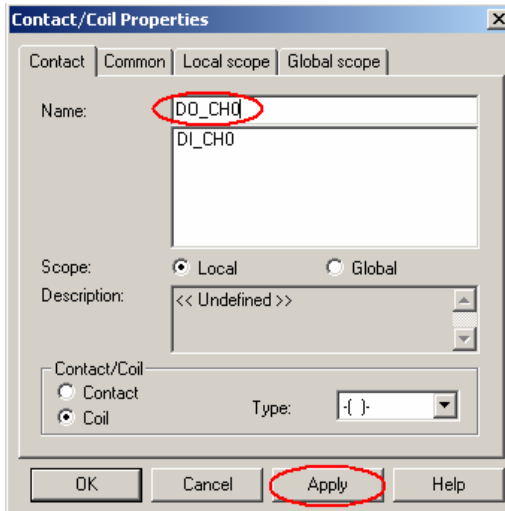 Contact/Coil Properties
Contact Common Local scope Global scope
Name: DO_CH0
DI_CH0
Scope: Local Global
Description: << Undefined >>
Contact/Coil
Contact
Coil
Type: -( )-
OK Cancel Apply Help